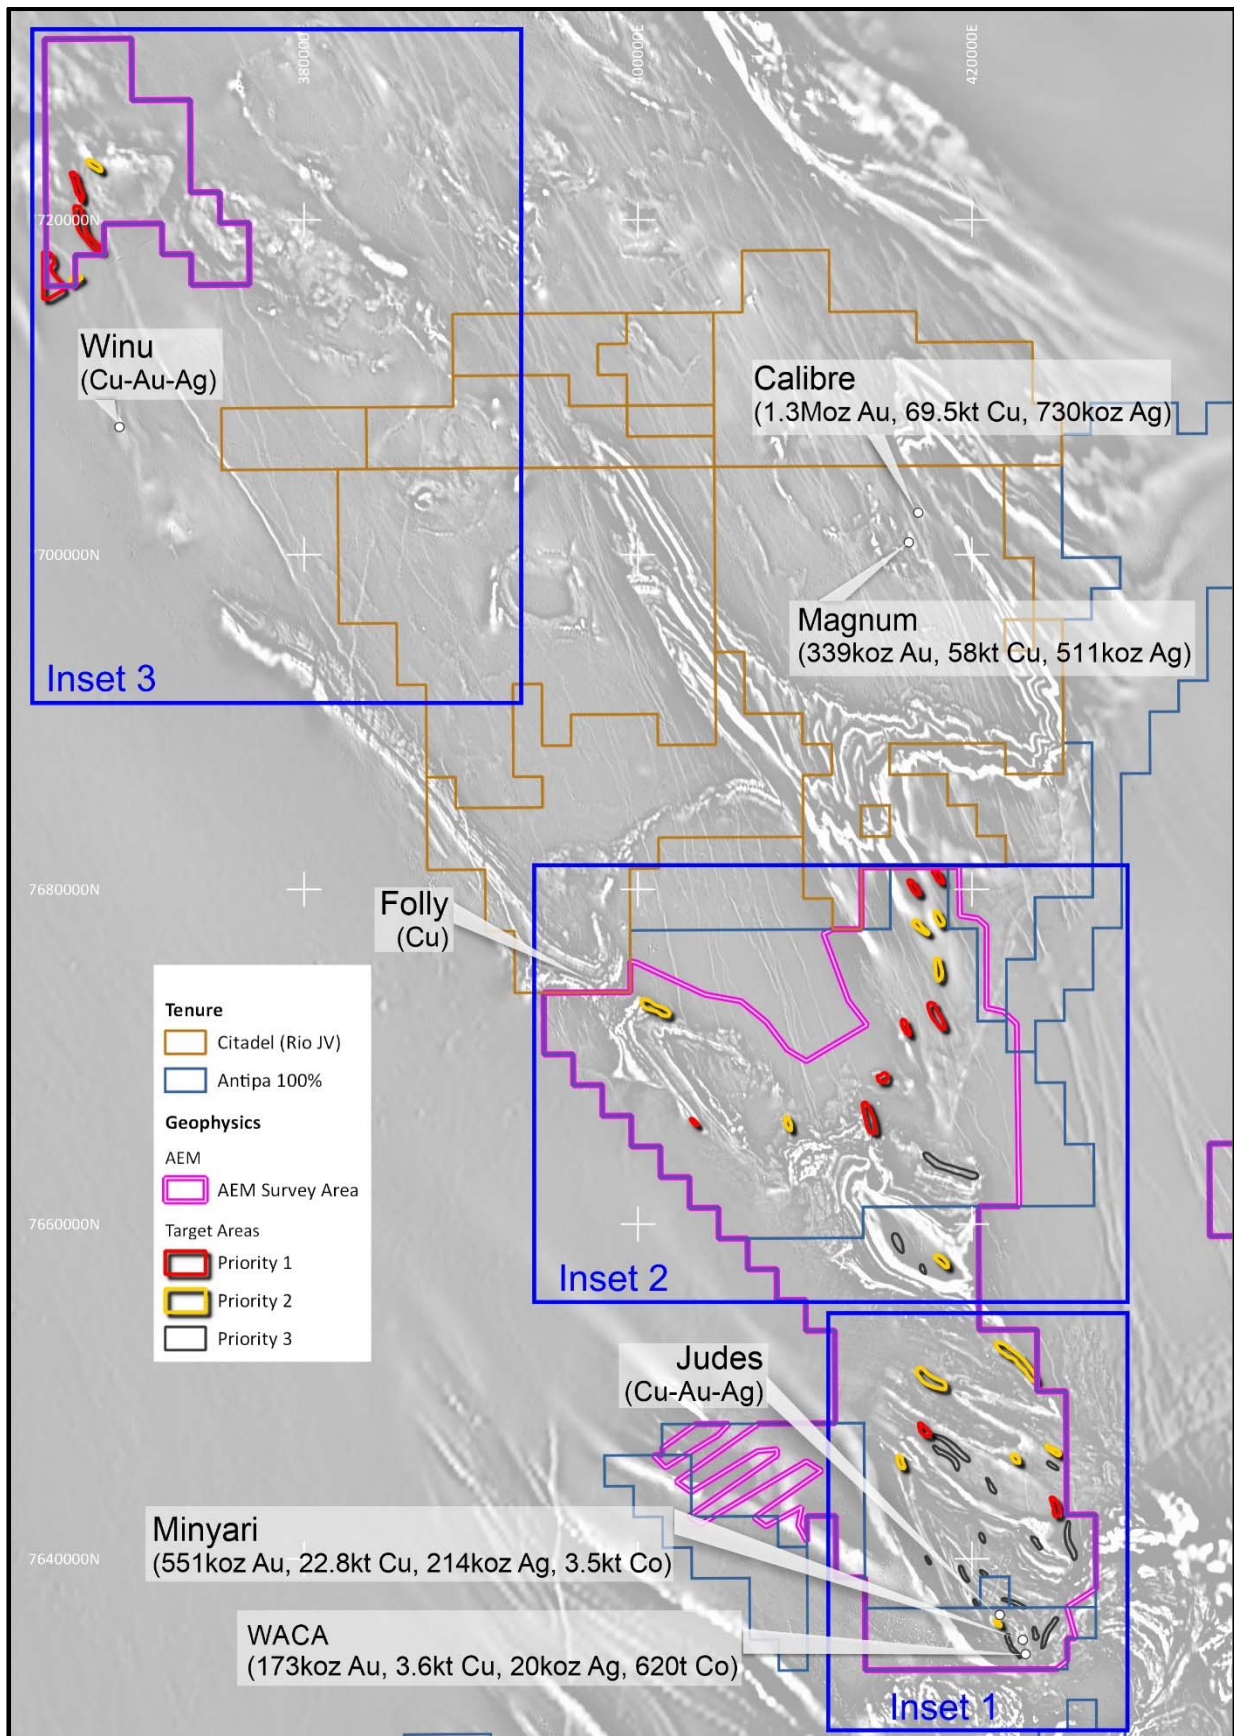 380000E
400000E
420000E
7720000N
Winu
(Cu-Au-Ag)
Calibre
(1.3Moz Au, 69.5kt Cu, 730koz Ag)
7700000N
Magnum
(339koz Au, 58kt Cu, 511koz Ag)
Inset 3
7680000N
Folly
(Cu)
Tenure
Citadel (Rio JV)
Antipa 100%
Geophysics
AEM
AEM Survey Area
Target Areas
Priority 1
Priority 2
Priority 3
7660000N
Inset 2
Judes
(Cu-Au-Ag)
Minyari
(551koz Au, 22.8kt Cu, 214koz Ag, 3.5kt Co)
7640000N
WACA
(173koz Au, 3.6kt Cu, 20koz Ag, 620t Co)
Inset 1